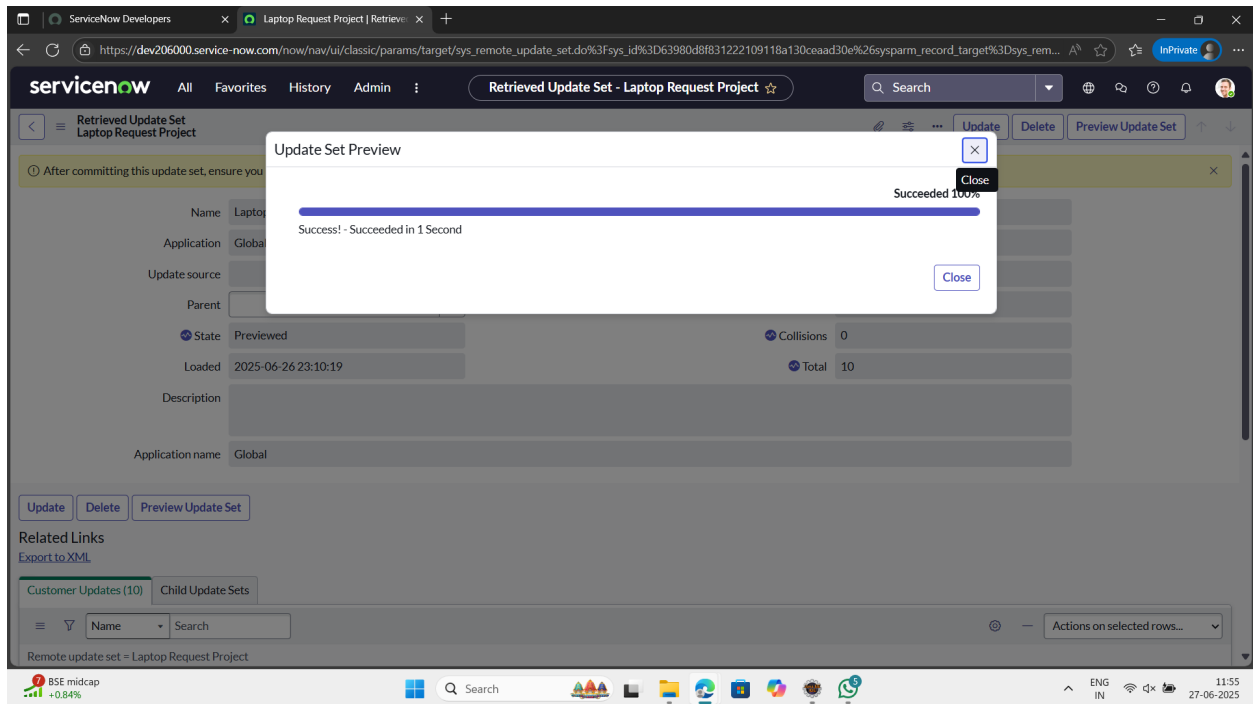 ServiceNow Developers
Laptop Request Project | Retrieve
https://dev206000.service-now.com/now/nav/ui/classic/params/target/sys_remote_update_set.do%3Fsys_id%3D63980d8f831222109118a130ceaad30e%26sysparm_record_target%3Dsys_rem...
InPrivate
servicenow All Favorites History Admin
Retrieved Update Set - Laptop Request Project
Search
Retrieved Update Set
Laptop Request Project
Update Delete Preview Update Set
Update Set Preview
After committing this update set, ensure you
Close
Succeeded 100%
Name Laptop
Success! - Succeeded in 1 Second
Application Global
Update source
Close
Parent
State Previewed
Collisions 0
Loaded 2025-06-26 23:10:19
Total 10
Description
Application name Global
Update Delete Preview Update Set
Related Links
Export to XML
Customer Updates (10) Child Update Sets
Name Search
Actions on selected rows...
Remote update set = Laptop Request Project
7
BSE midcap
+0.84%
Search
5
ENG
IN
11:55
27-06-2025